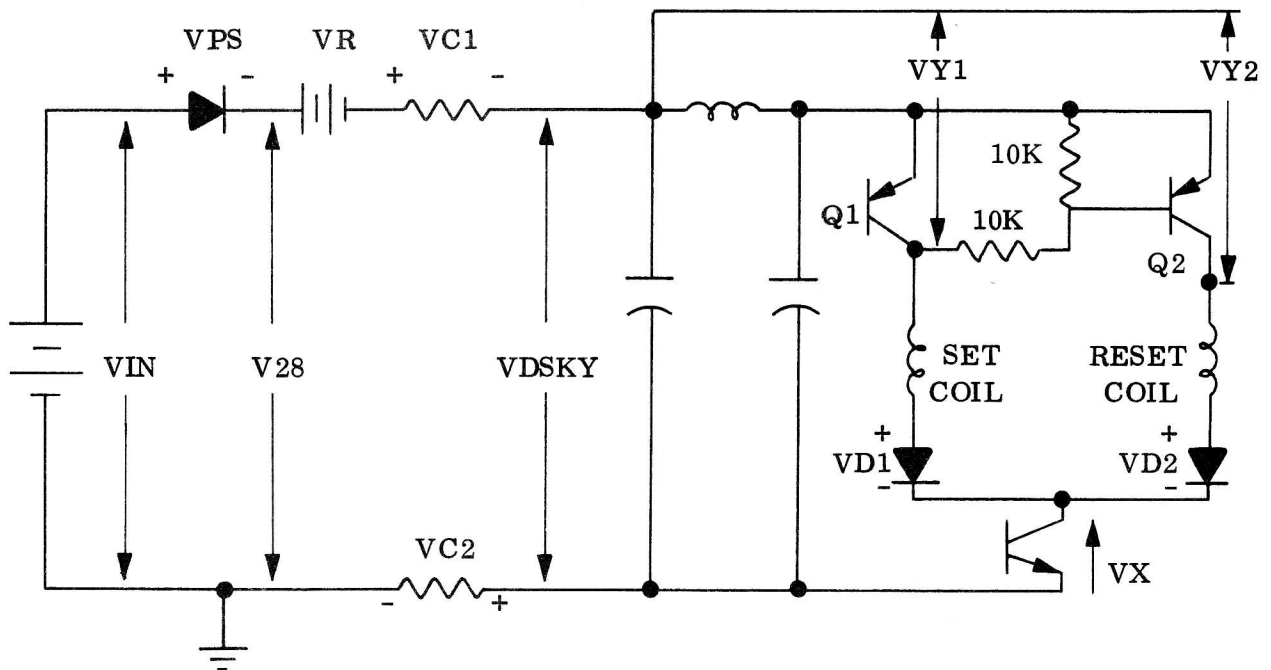 VPS
VR
VC1
+
-
+
-
VY1
VY2
10K
Q1
10K
Q2
VIN
V28
VDSKY
SET
COIL
RESET
COIL
+
VD1
-
+
VD2
-
VC2
-
+
VX